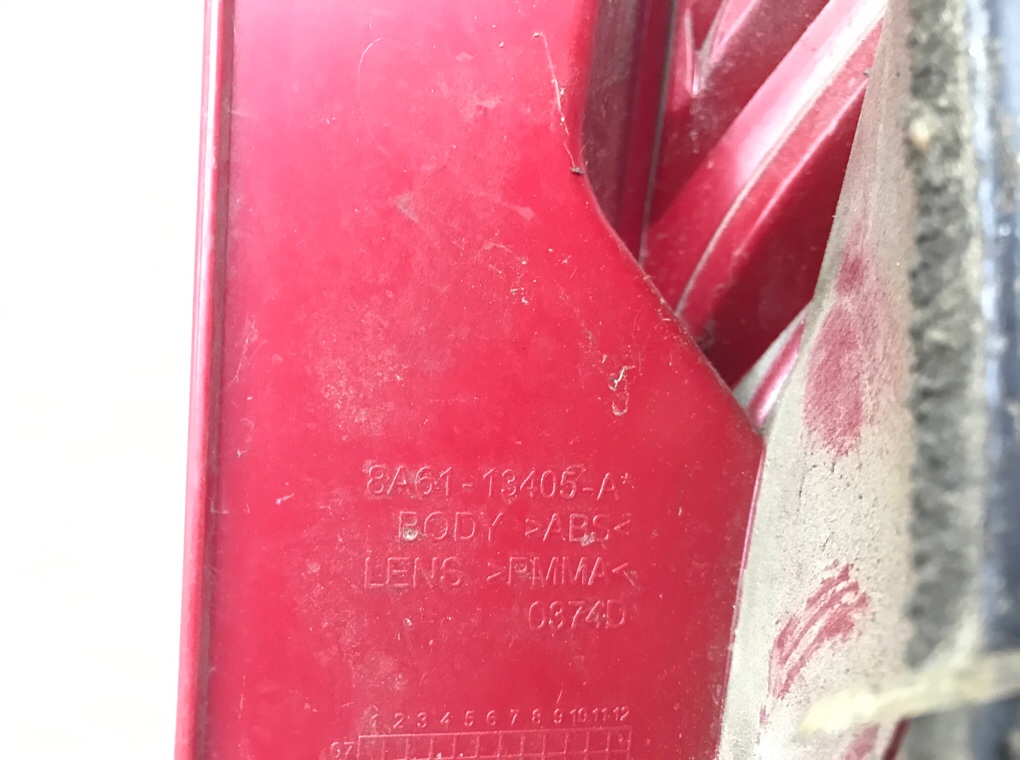 8A61-13405-A*
BODY >ABS<
LENS >PMMA<
0374D
1 2 3 4 5 6 7 8 9 10 11 12
07